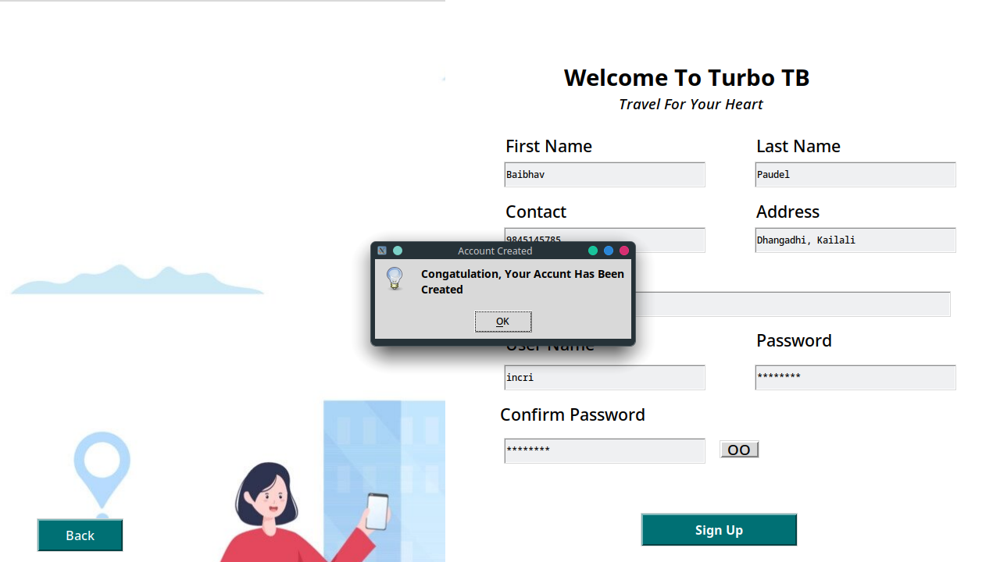 Welcome To Turbo TB
Travel For Your Heart
First Name
Last Name
Baibhav
Paudel
Contact
Address
9845145785
Dhangadhi, Kailali
Account Created
Congatulation, Your Accunt Has Been
Created
OK
User Name
Password
incri
********
Confirm Password
********
OO
Back
Sign Up